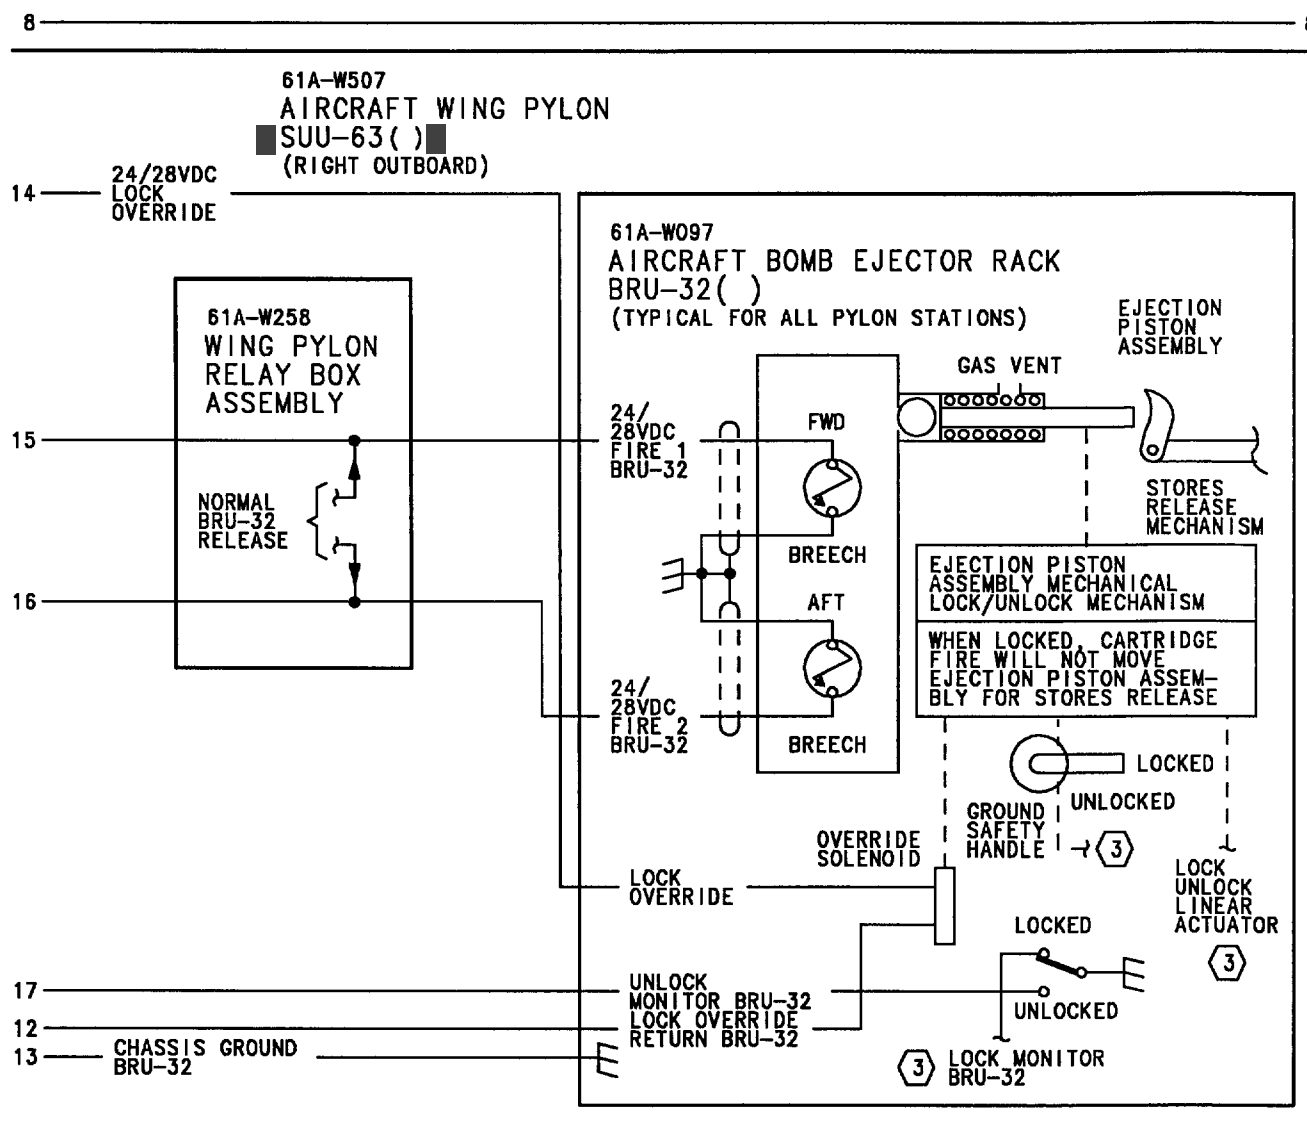 8
8
61A-W507
AIRCRAFT WING PYLON
SUU-63( )
(RIGHT OUTBOARD)
14
24/28VDC
LOCK
OVERRIDE
61A-W097
AIRCRAFT BOMB EJECTOR RACK
BRU-32( )
(TYPICAL FOR ALL PYLON STATIONS)
EJECTION
PISTON
ASSEMBLY
GAS VENT
61A-W258
WING PYLON
RELAY BOX
ASSEMBLY
15
24/
28VDC
FIRE 1
BRU-32
FWD
BREECH
STORES
RELEASE
MECHANISM
NORMAL
BRU-32
RELEASE
EJECTION PISTON
ASSEMBLY MECHANICAL
LOCK/UNLOCK MECHANISM
WHEN LOCKED, CARTRIDGE
FIRE WILL NOT MOVE
EJECTION PISTON ASSEM-
BLY FOR STORES RELEASE
16
AFT
24/
28VDC
FIRE 2
BRU-32
BREECH
LOCKED
UNLOCKED
GROUND
SAFETY
HANDLE
3
OVERRIDE
SOLENOID
LOCK
UNLOCK
LINEAR
ACTUATOR
3
LOCK
OVERRIDE
LOCKED
UNLOCKED
17
UNLOCK
MONITOR BRU-32
12
LOCK OVERRIDE
RETURN BRU-32
13
CHASSIS GROUND
BRU-32
3
LOCK MONITOR
BRU-32